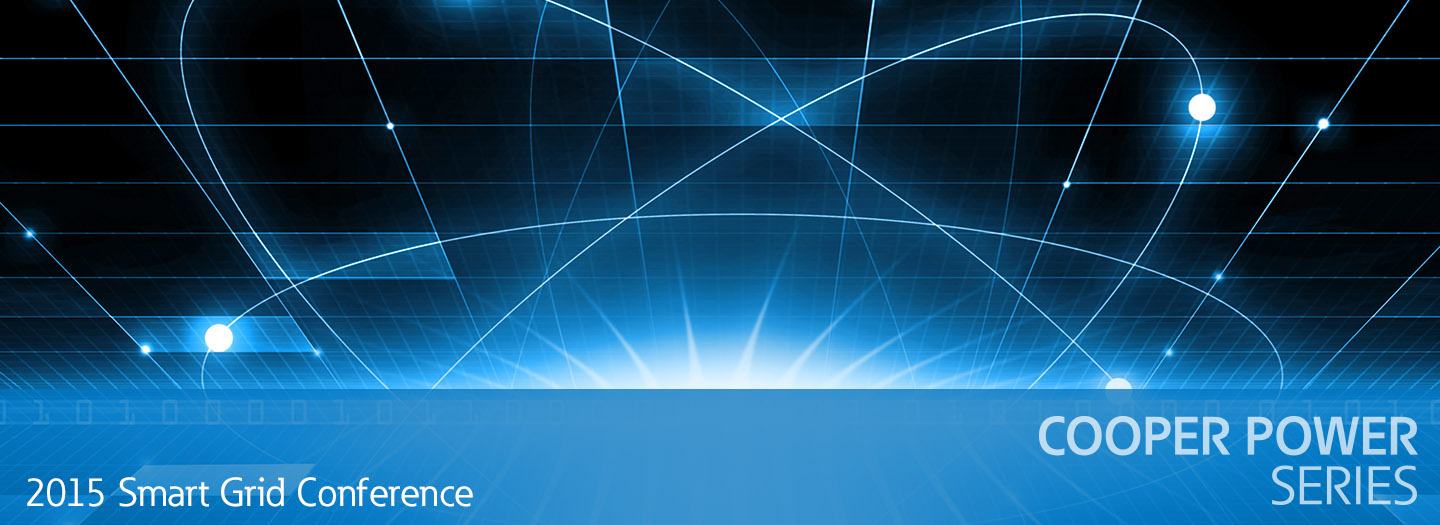 COOPER POWER
SERIES
2015 Smart Grid Conference